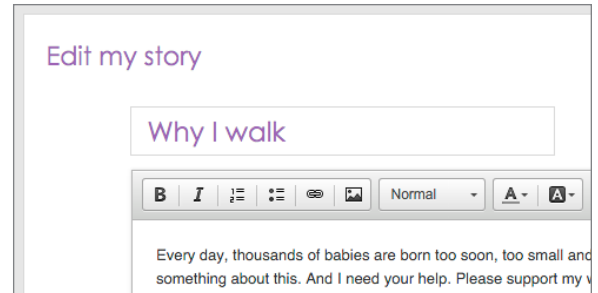 Edit my story
Why I walk
B I Normal A A
Every day, thousands of babies are born too soon, too small and
something about this. And I need your help. Please support my